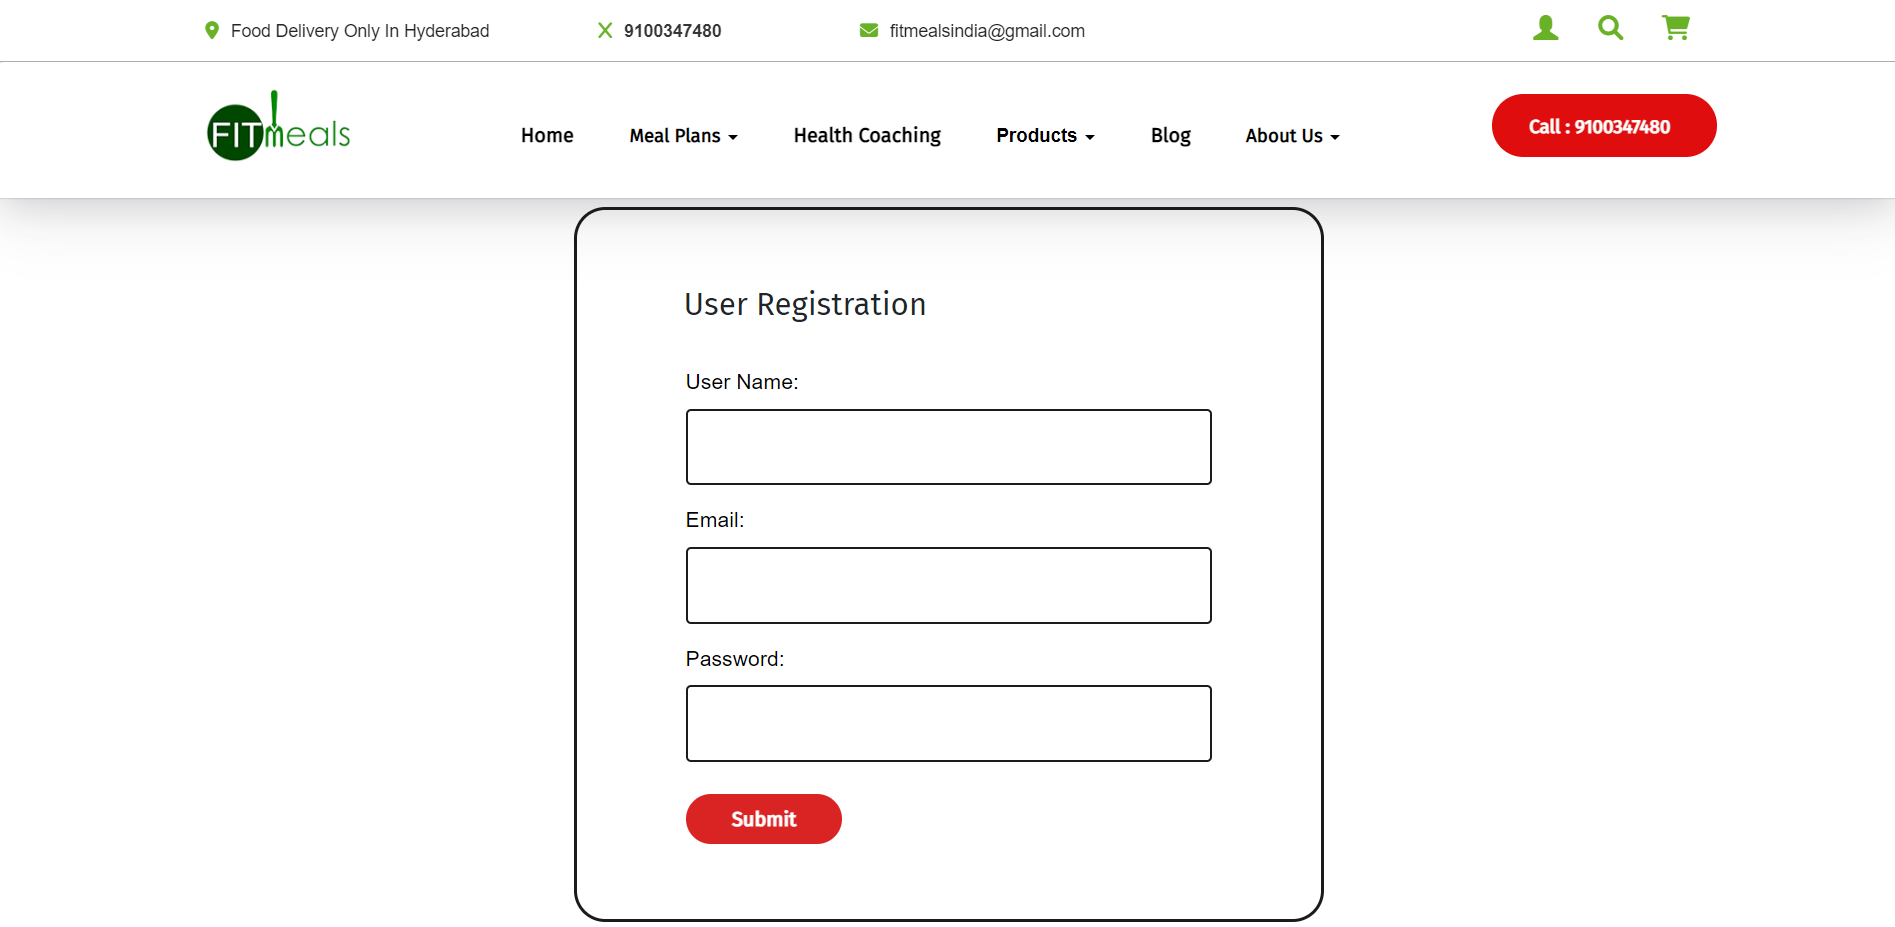 Food Delivery Only In Hyderabad 9100347480 fitmealsindia@gmail.com
FITmeals Home Meal Plans Health Coaching Products Blog About Us Call : 9100347480
User Registration
User Name:
Email:
Password:
Submit